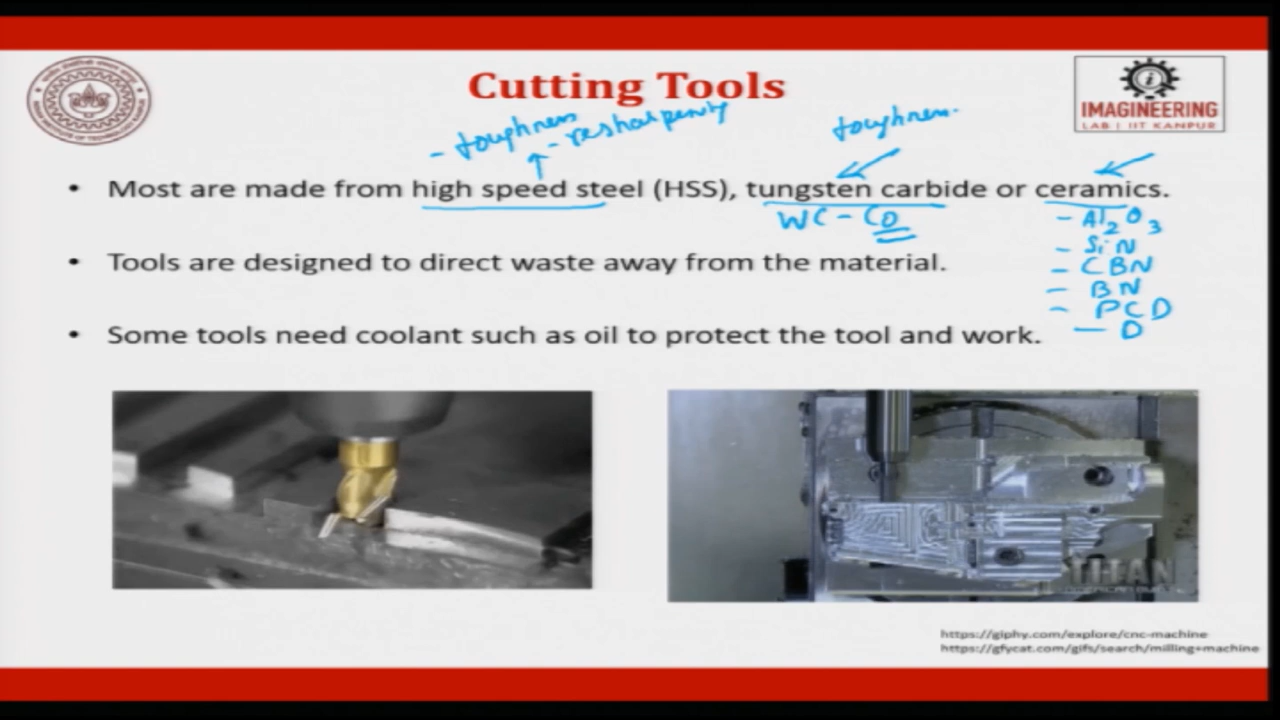 Cutting Tools
IMAGINEERING
LAB | IIT KANPUR
- toughness
- resharpenity
toughness.
• Most are made from high speed steel (HSS), tungsten carbide or ceramics.
WC - CO
- Al2O3
- SiN
- CBN
- BN
- PCD
- D
• Tools are designed to direct waste away from the material.
• Some tools need coolant such as oil to protect the tool and work.
TITAN
https://giphy.com/explore/cnc-machine
https://gfycat.com/gifs/search/milling+machine